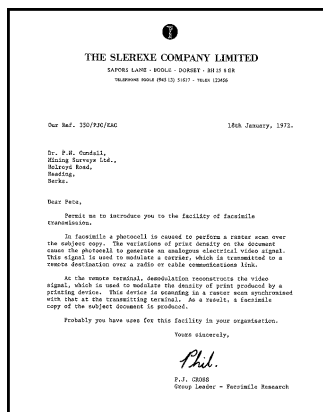 THE SLEREXE COMPANY LIMITED
SAPORS LANE - BOOLE - DORSET - BH 25 8 ER
TELEPHONE BOOLE (945 13) 51617 - TELEX 123456
Our Ref. 350/PJC/EAC
18th January, 1972.
Dr. P.N. Cundall,
Mining Surveys Ltd.,
Holroyd Road,
Reading,
Berks.
Dear Pete,
Permit me to introduce you to the facility of facsimile
transmission.
In facsimile a photocell is caused to perform a raster scan over
the subject copy. The variations of print density on the document
cause the photocell to generate an analogous electrical video signal.
This signal is used to modulate a carrier, which is transmitted to a
remote destination over a radio or cable communications link.
At the remote terminal, demodulation reconstructs the video
signal, which is used to modulate the density of print produced by a
printing device. This device is scanning in a raster scan synchronised
with that at the transmitting terminal. As a result, a facsimile
copy of the subject document is produced.
Probably you have uses for this facility in your organisation.
Yours sincerely,
Phil.
P.J. CROSS
Group Leader - Facsimile Research